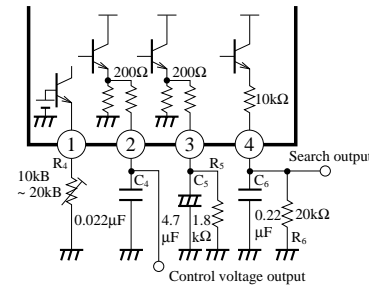 200Ω 200Ω
10kΩ
1 2 3 4
R4 R5 Search output
10kB C4 C5 C6
~ 20kB
0.022μF 4.7 1.8 0.22 20kΩ
μF kΩ μF R6
Control voltage output